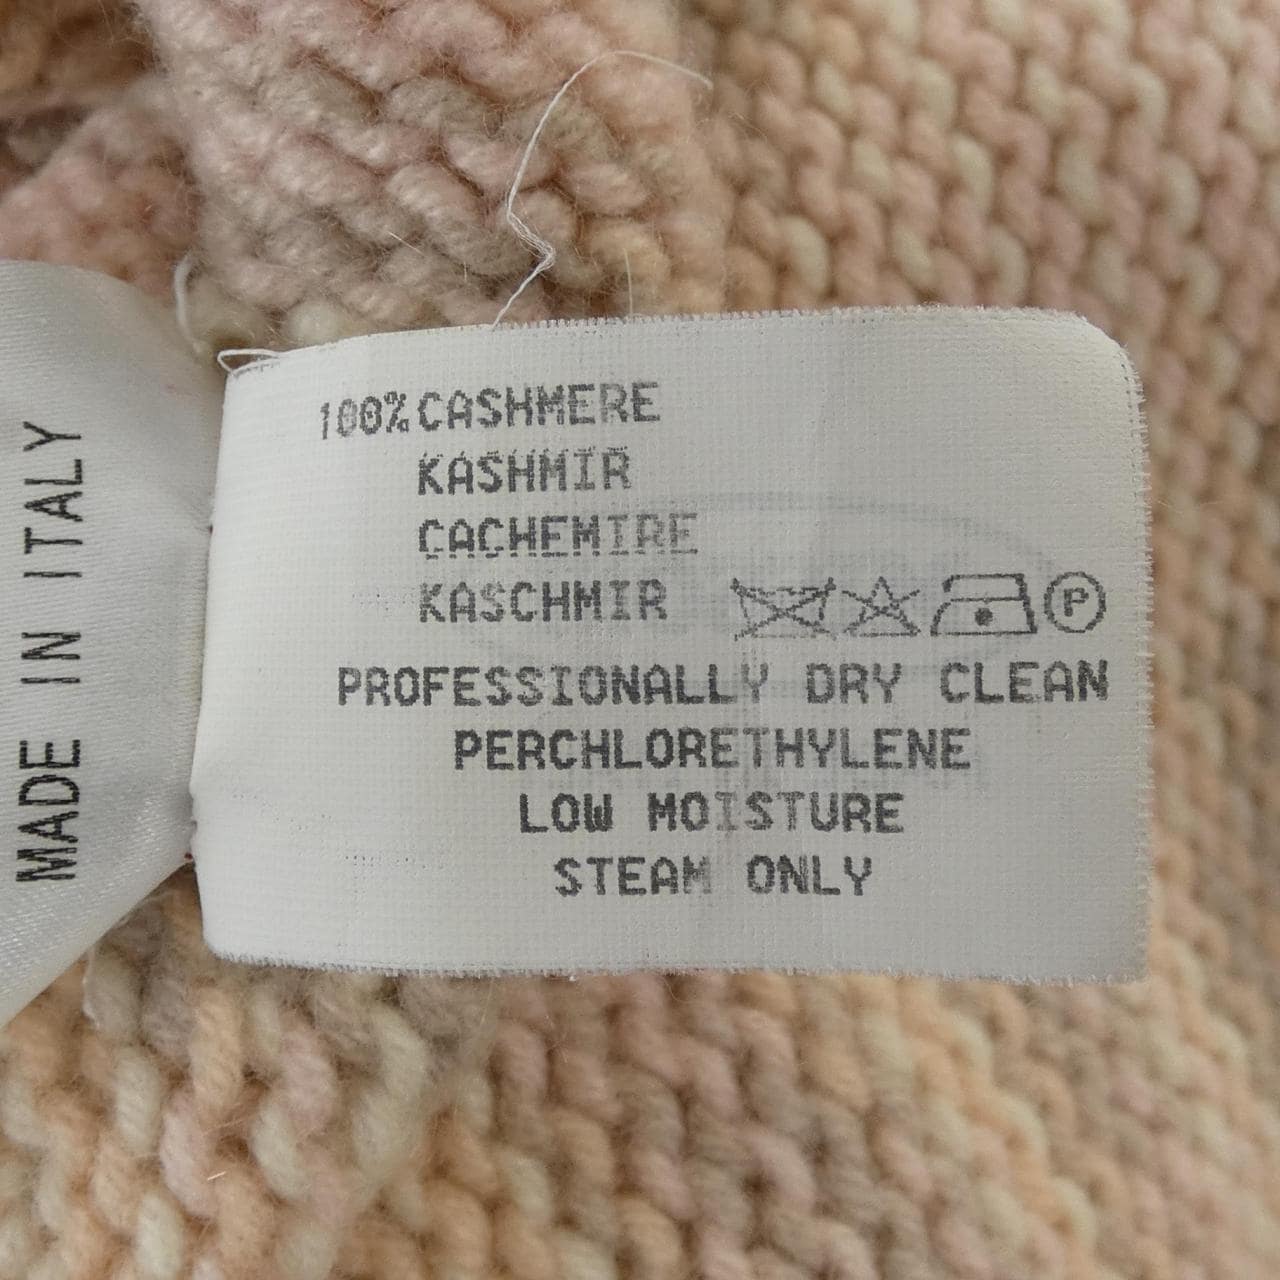 MADE IN ITALY
100% CASHMERE
KASHMIR
CACHEMIRE
KASCHMIR P
PROFESSIONALLY DRY CLEAN
PERCHLORETHYLENE
LOW MOISTURE
STEAM ONLY